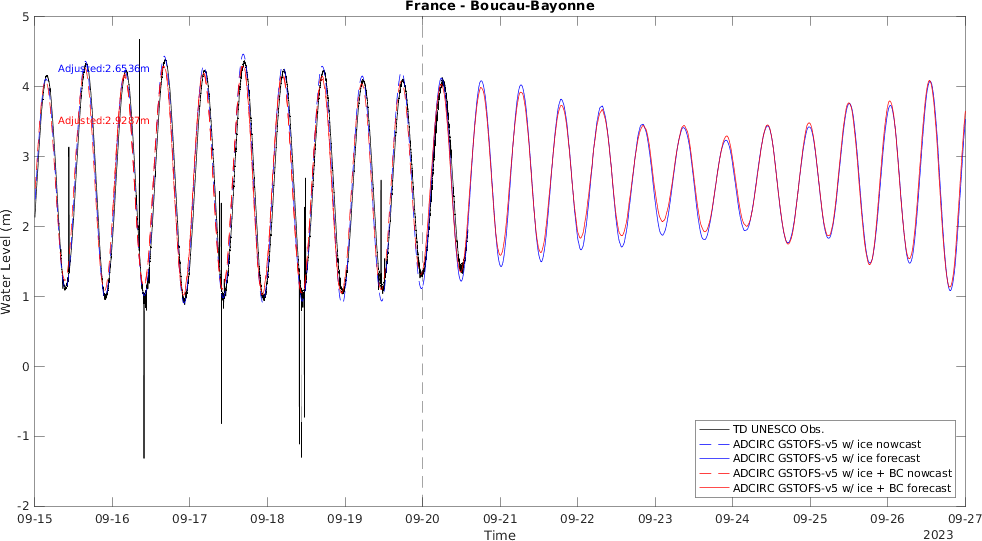 France - Boucau-Bayonne
5
4
3
2
1
0
-1
-2
Water Level (m)
Adjusted:2.6536m
Adjusted:2.9287m
TD UNESCO Obs.
ADCIRC GSTOFS-v5 w/ ice nowcast
ADCIRC GSTOFS-v5 w/ ice forecast
ADCIRC GSTOFS-v5 w/ ice + BC nowcast
ADCIRC GSTOFS-v5 w/ ice + BC forecast
09-15 09-16 09-17 09-18 09-19 09-20 09-21 09-22 09-23 09-24 09-25 09-26 09-27
Time
2023